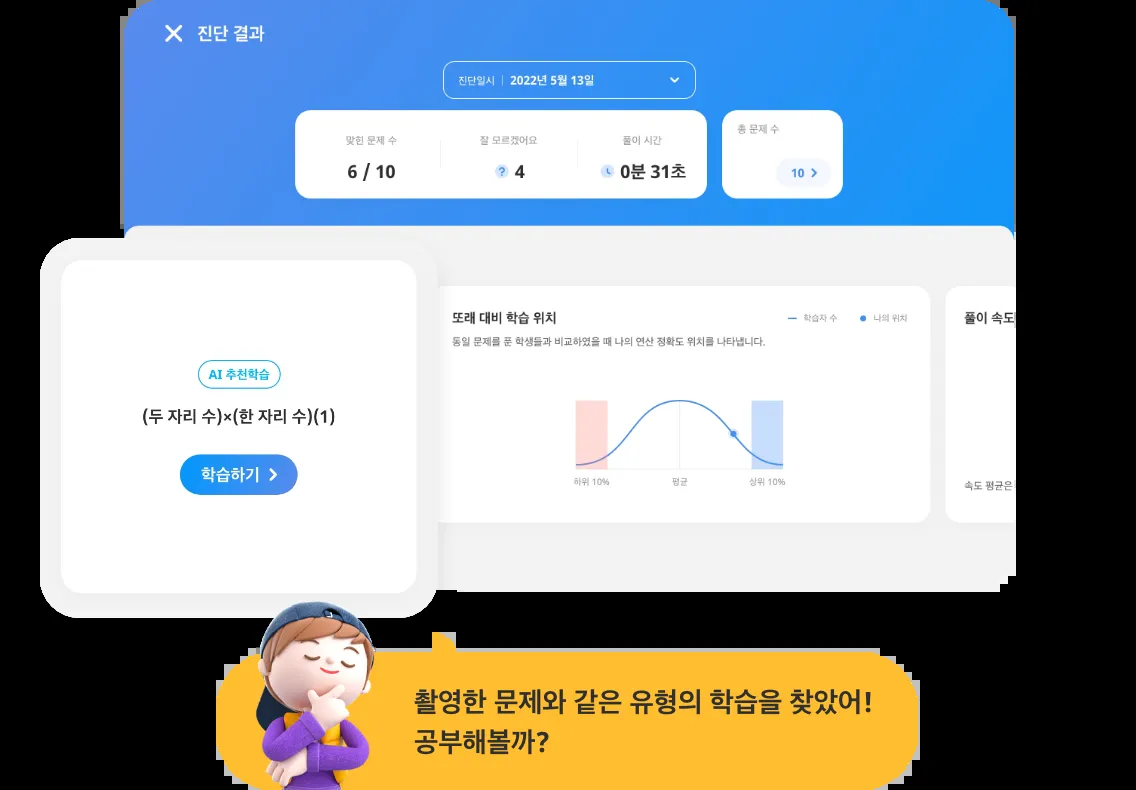 진단 결과
진단일시 | 2022년 5월 13일
맞힌 문제 수
6 / 10
잘 모르겠어요
? 4
풀이 시간
0분 31초
총 문제 수
10
AI 추천학습
(두 자리 수)×(한 자리 수)(1)
학습하기
또래 대비 학습 위치
학습자 수
나의 위치
동일 문제를 푼 학생들과 비교하였을 때 나의 연산 정확도 위치를 나타냅니다.
하위 10%
평균
상위 10%
풀이 속도
속도 평균은
촬영한 문제와 같은 유형의 학습을 찾았어!
공부해볼까?